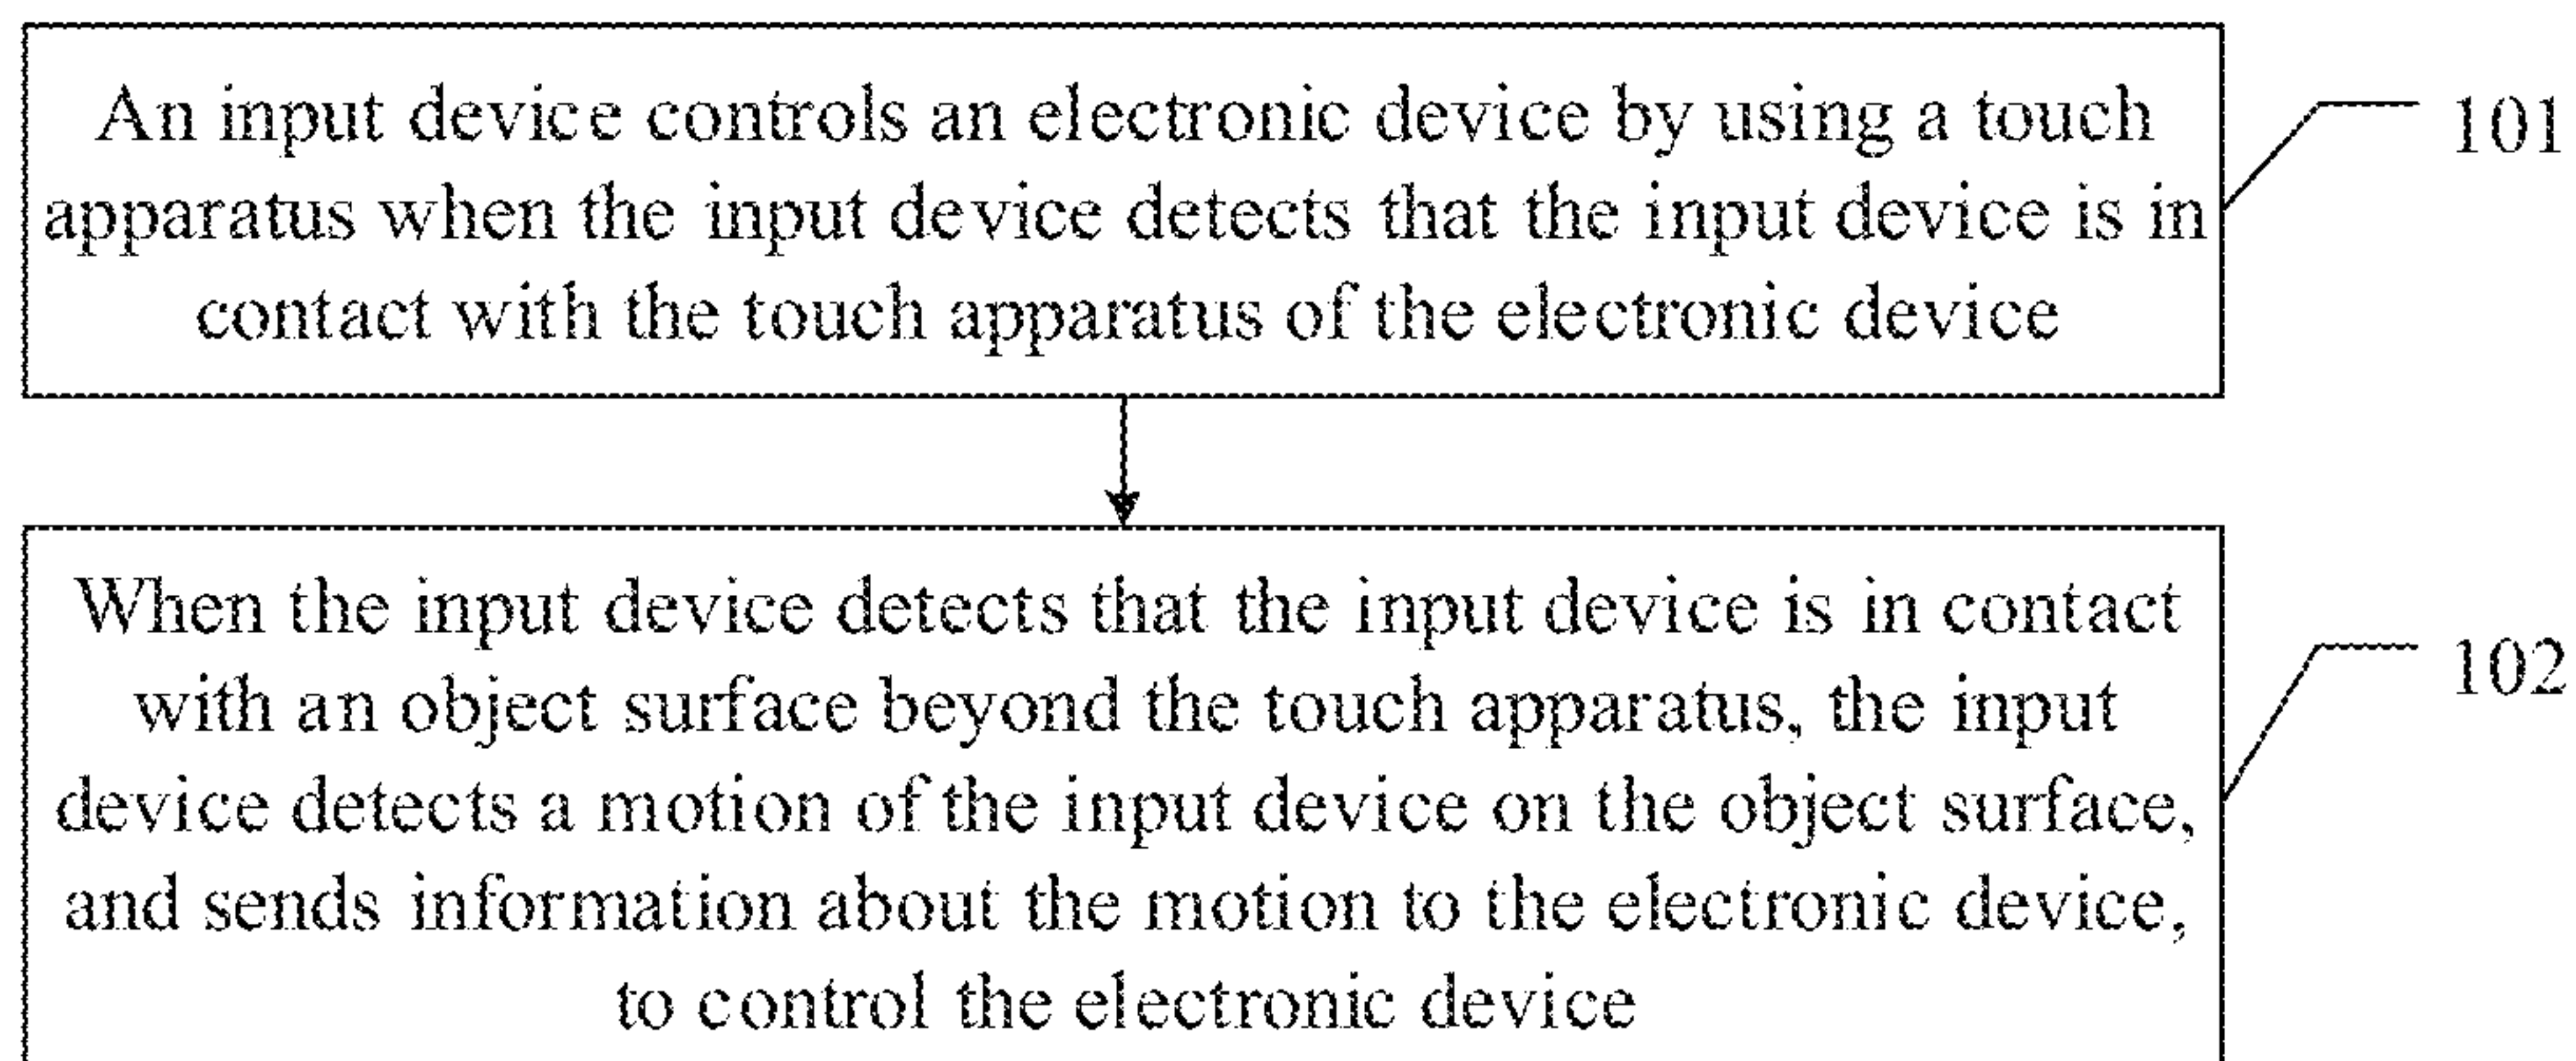 An input device controls an electronic device by using a touch
apparatus when the input device detects that the input device is in
contact with the touch apparatus of the electronic device
101
When the input device detects that the input device is in contact
with an object surface beyond the touch apparatus, the input
device detects a motion of the input device on the object surface,
and sends information about the motion to the electronic device,
to control the electronic device
102